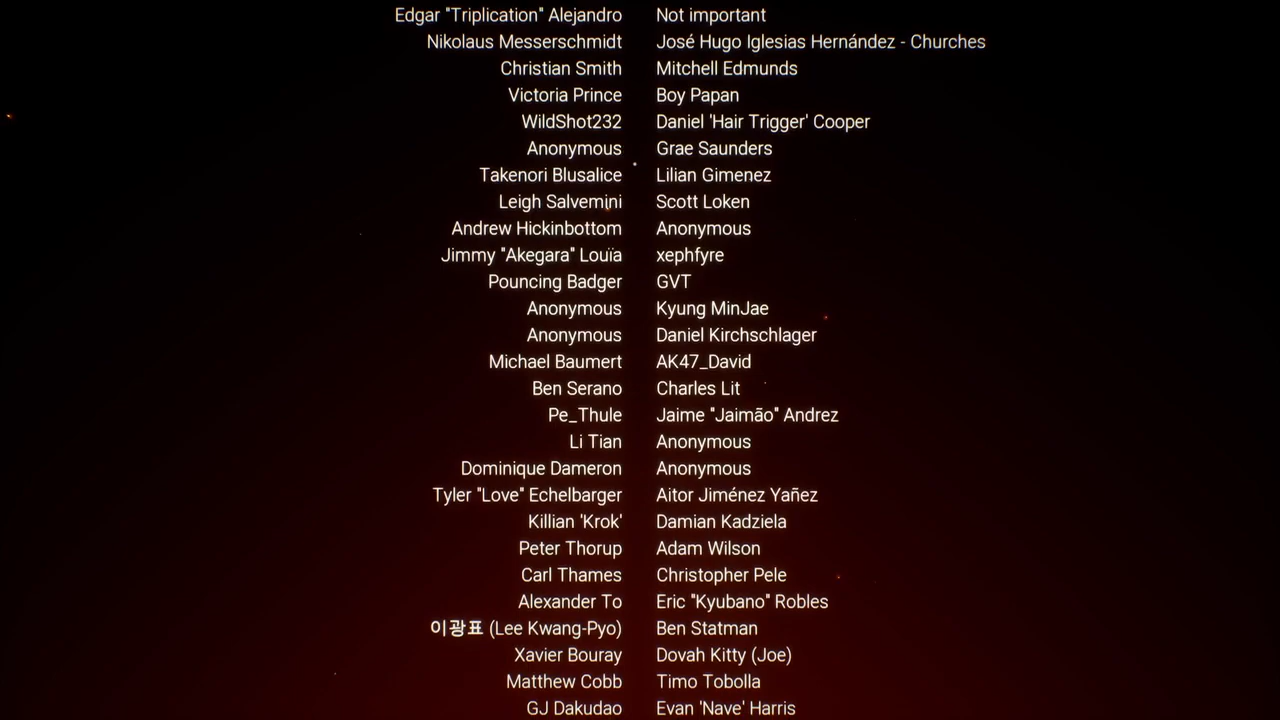 Edgar "Triplication" Alejandro Not important
Nikolaus Messerschmidt José Hugo Iglesias Hernández - Churches
Christian Smith Mitchell Edmunds
Victoria Prince Boy Papan
WildShot232 Daniel 'Hair Trigger' Cooper
Anonymous Grae Saunders
Takenori Blusalice Lilian Gimenez
Leigh Salvemini Scott Loken
Andrew Hickinbottom Anonymous
Jimmy "Akegara" Louïa xephfyre
Pouncing Badger GVT
Anonymous Kyung MinJae
Anonymous Daniel Kirchschlager
Michael Baumert AK47_David
Ben Serano Charles Lit
Pe_Thule Jaime "Jaimão" Andrez
Li Tian Anonymous
Dominique Dameron Anonymous
Tyler "Love" Echelbarger Aitor Jiménez Yañez
Killian 'Krok' Damian Kadziela
Peter Thorup Adam Wilson
Carl Thames Christopher Pele
Alexander To Eric "Kyubano" Robles
이광표 (Lee Kwang-Pyo) Ben Statman
Xavier Bouray Dovah Kitty (Joe)
Matthew Cobb Timo Tobolla
GJ Dakudao Evan 'Nave' Harris